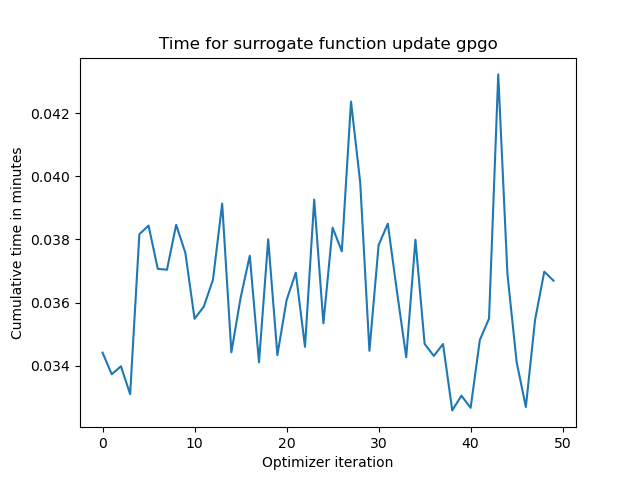 Time for surrogate function update gpgo
Cumulative time in minutes
0.042
0.040
0.038
0.036
0.034
0 10 20 30 40 50
Optimizer iteration